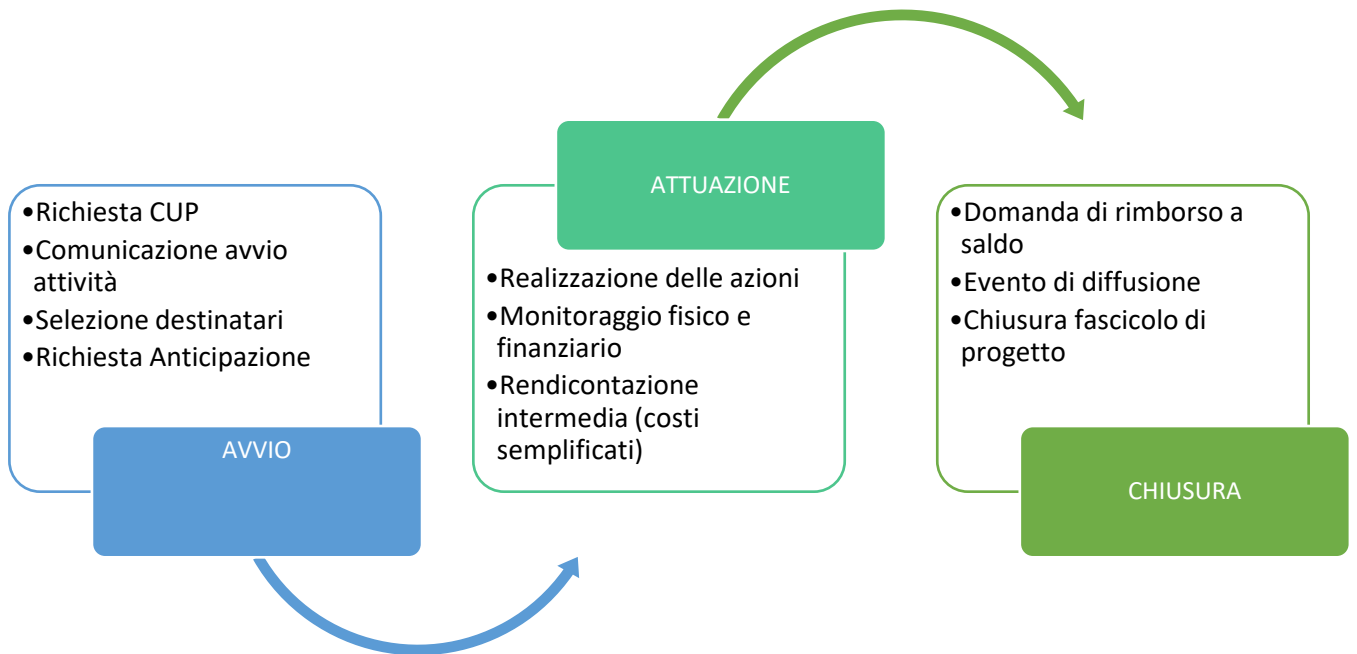 •Richiesta CUP
•Comunicazione avvio
attività
•Selezione destinatari
•Richiesta Anticipazione
AVVIO
ATTUAZIONE
•Realizzazione delle azioni
•Monitoraggio fisico e
finanziario
•Rendicontazione
intermedia (costi
semplificati)
•Domanda di rimborso a
saldo
•Evento di diffusione
•Chiusura fascicolo di
progetto
CHIUSURA